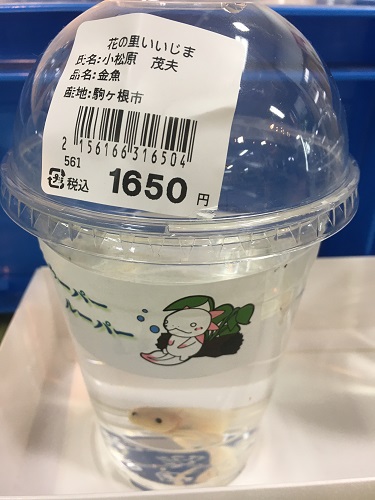 花の里いいじま
氏名:小松原 茂夫
品名:金魚
産地:駒ヶ根市
2 156166 316504
561
税込 1650 円
ーパー
ルーパー